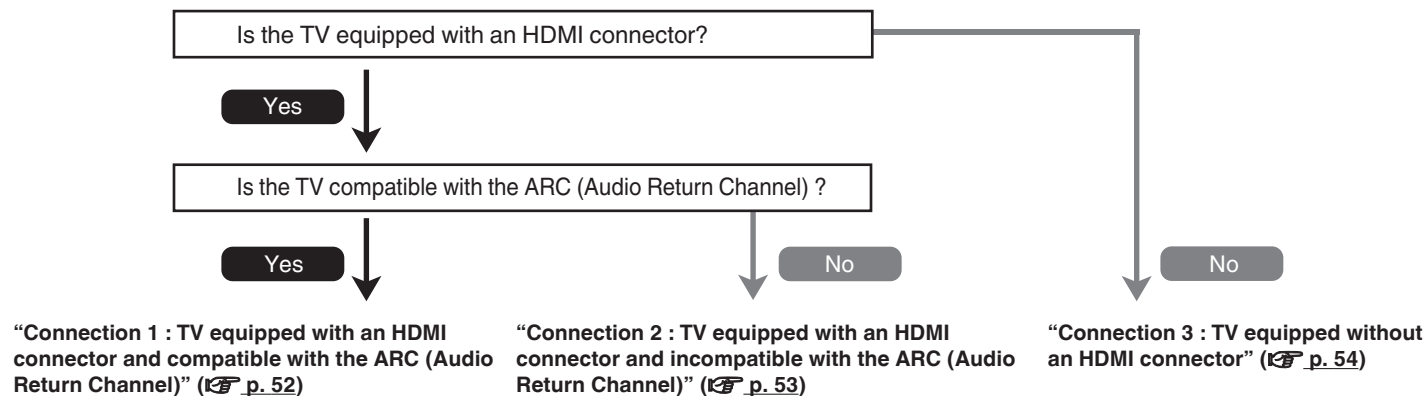 Is the TV equipped with an HDMI connector?
Yes
Is the TV compatible with the ARC (Audio Return Channel) ?
Yes
No
No
“Connection 1 : TV equipped with an HDMI
connector and compatible with the ARC (Audio
Return Channel)” (☞ p. 52)
“Connection 2 : TV equipped with an HDMI
connector and incompatible with the ARC (Audio
Return Channel)” (☞ p. 53)
“Connection 3 : TV equipped without
an HDMI connector” (☞ p. 54)